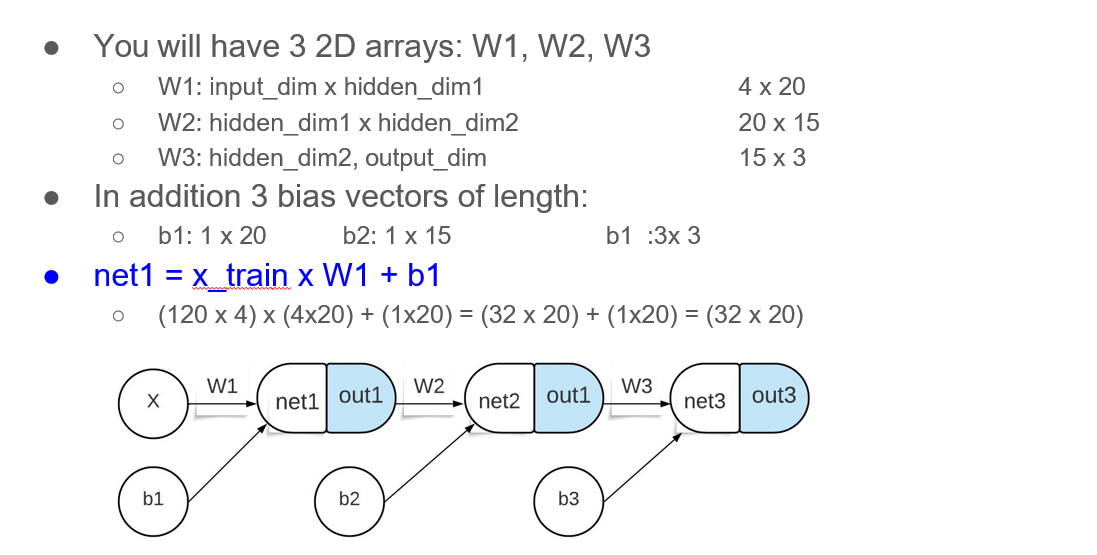 ● You will have 3 2D arrays: W1, W2, W3
○ W1: input_dim x hidden_dim1 4 x 20
○ W2: hidden_dim1 x hidden_dim2 20 x 15
○ W3: hidden_dim2, output_dim 15 x 3
● In addition 3 bias vectors of length:
○ b1: 1 x 20 b2: 1 x 15 b1 :3x 3
● net1 = x_train x W1 + b1
○ (120 x 4) x (4x20) + (1x20) = (32 x 20) + (1x20) = (32 x 20)
W1 W2 W3
X net1 out1 net2 out1 net3 out3
b1 b2 b3